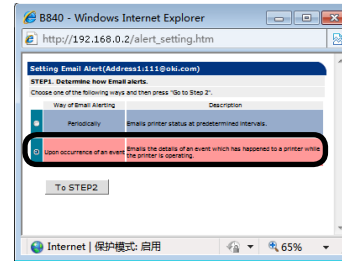 B840 - Windows Internet Explorer
http://192.168.0.2/alert_setting.htm
Setting Email Alert(Address1:111@oki.com)
STEP1. Determine how Email alerts.
Choose one of the following ways and then press "Go to Step 2".
Way of Email Alerting Description
Periodically Emails printer status at predetermined intervals.
Upon occurrence of an event Emails the details of an event which has happened to a printer while the printer is operating.
To STEP2
Internet | 保护模式: 启用 65%